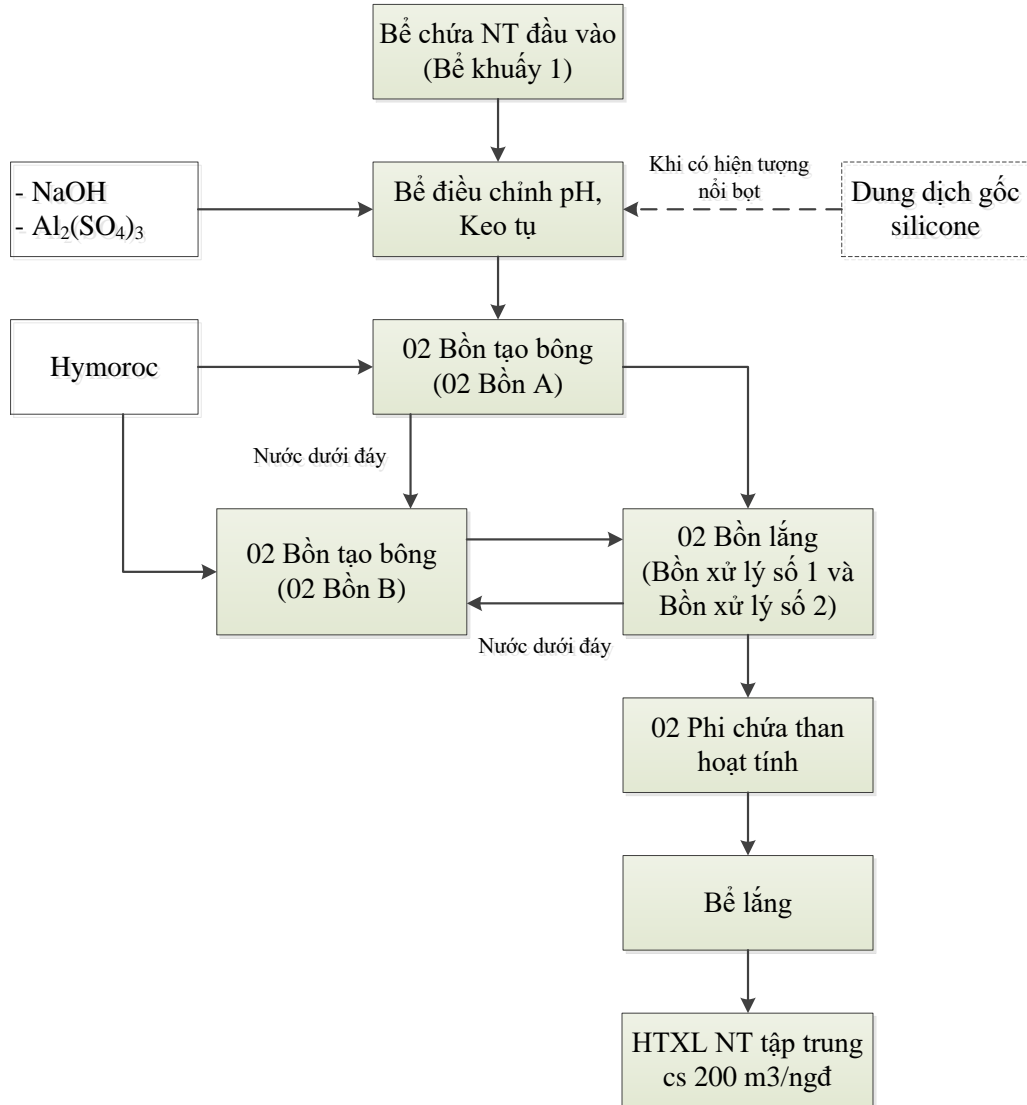 Bể chứa NT đầu vào
(Bể khuấy 1)
- NaOH
- Al₂(SO₄)₃
Bể điều chỉnh pH,
Keo tụ
Khi có hiện tượng
nổi bọt
Dung dịch gốc
silicone
Hymoroc
02 Bồn tạo bông
(02 Bồn A)
Nước dưới đáy
02 Bồn tạo bông
(02 Bồn B)
02 Bồn lắng
(Bồn xử lý số 1 và
Bồn xử lý số 2)
Nước dưới đáy
02 Phi chứa than
hoạt tính
Bể lắng
HTXL NT tập trung
cs 200 m3/ngđ